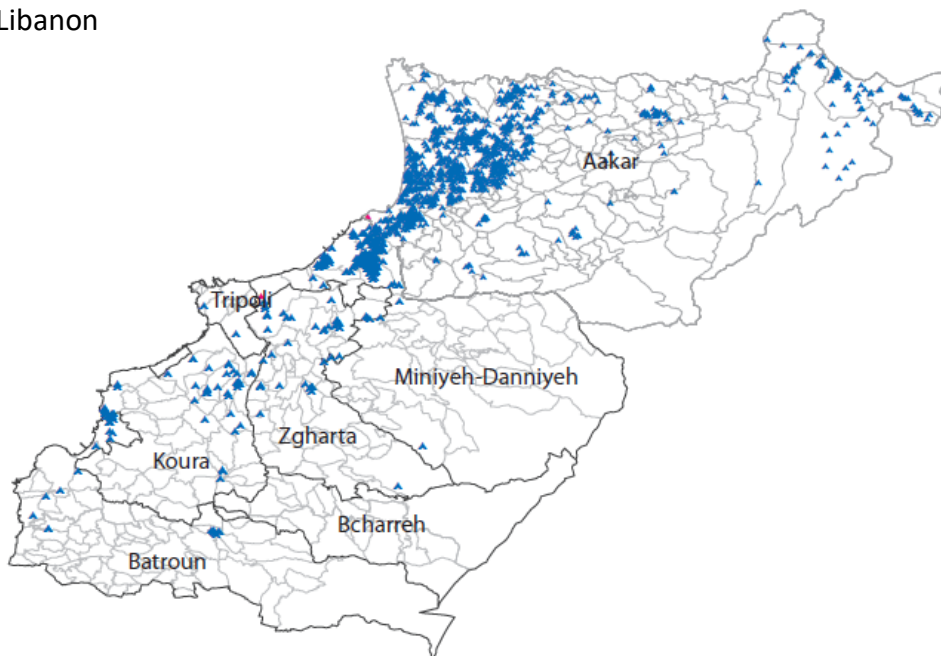 Libanon
Aakar
Tripoli
Miniyeh-Danniyeh
Zgharta
Koura
Bcharreh
Batroun